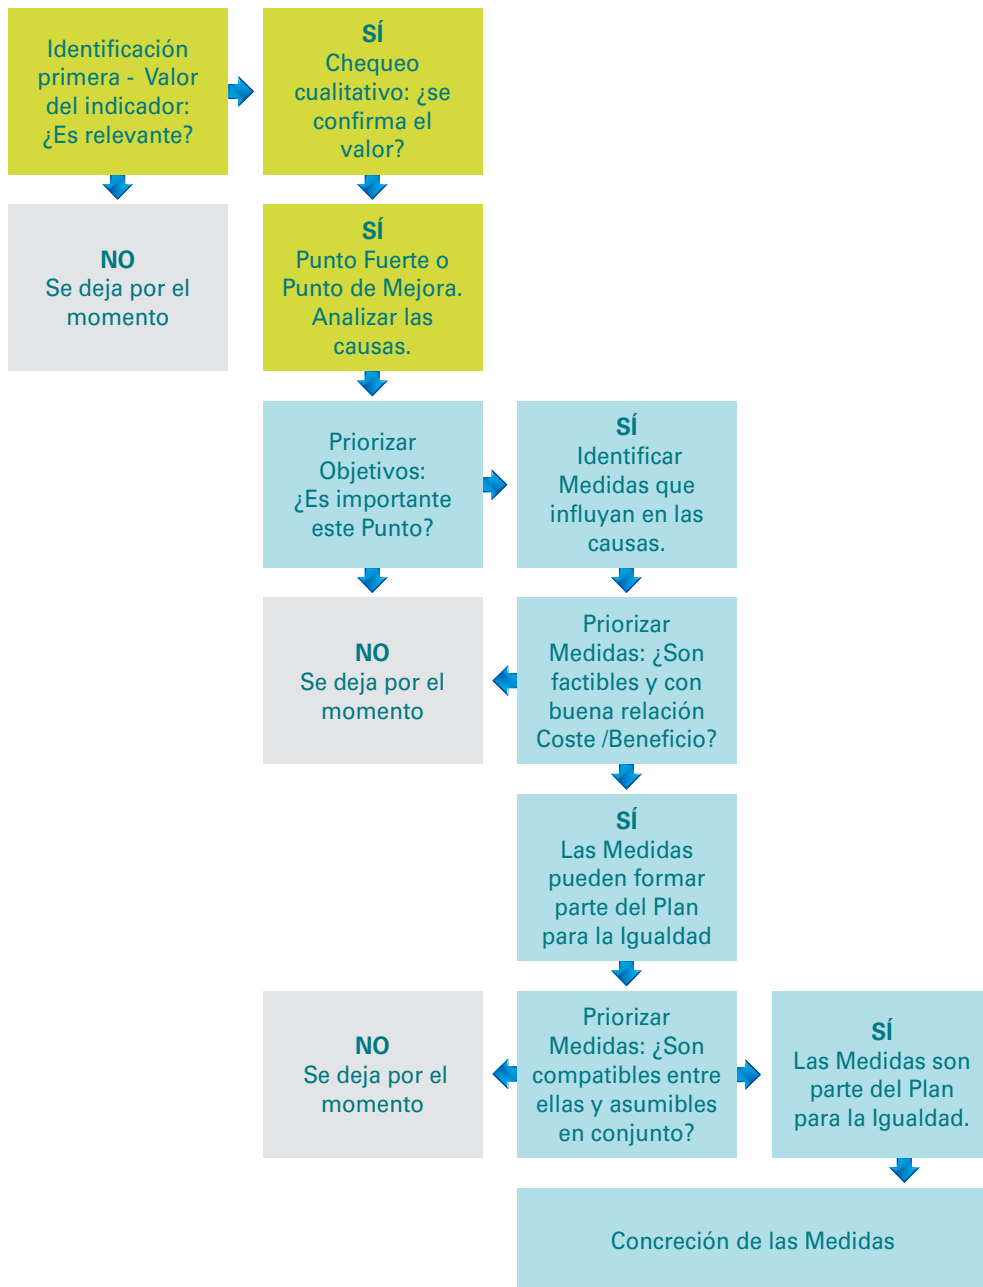 Identificación
primera - Valor
del indicador:
¿Es relevante?
SÍ
Chequeo
cualitativo: ¿se
confirma el
valor?
NO
Se deja por el
momento
SÍ
Punto Fuerte o
Punto de Mejora.
Analizar las
causas.
Priorizar
Objetivos:
¿Es importante
este Punto?
SÍ
Identificar
Medidas que
influyan en las
causas.
NO
Se deja por el
momento
Priorizar
Medidas: ¿Son
factibles y con
buena relación
Coste /Beneficio?
SÍ
Las Medidas
pueden formar
parte del Plan
para la Igualdad
NO
Se deja por el
momento
Priorizar
Medidas: ¿Son
compatibles entre
ellas y asumibles
en conjunto?
SÍ
Las Medidas son
parte del Plan
para la Igualdad.
Concreción de las Medidas